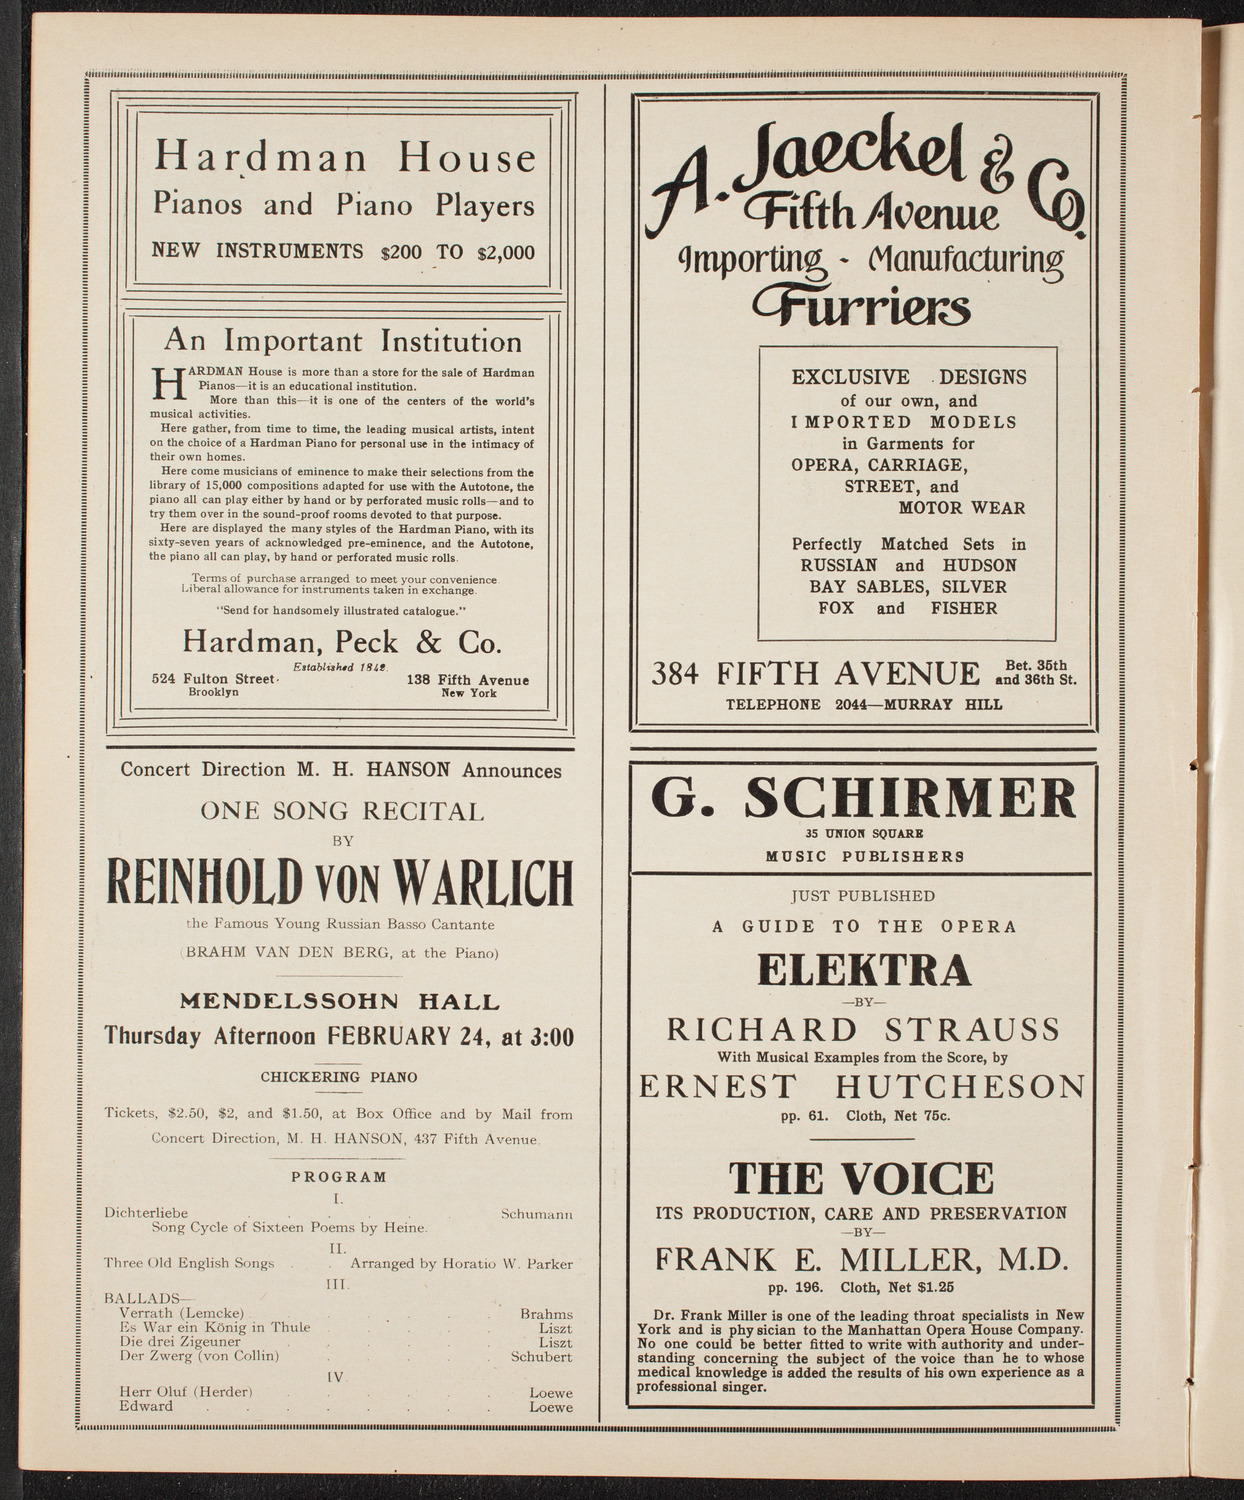 Hardman House
Pianos and Piano Players
NEW INSTRUMENTS $200 TO $2,000
An Important Institution
HARDMAN House is more than a store for the sale of Hardman
Pianos—it is an educational institution.
More than this—it is one of the centers of the world's
musical activities.
Here gather, from time to time, the leading musical artists, intent
on the choice of a Hardman Piano for personal use in the intimacy of
their own homes.
Here come musicians of eminence to make their selections from the
library of 15,000 compositions adapted for use with the Autotone, the
piano all can play either by hand or by perforated music rolls—and to
try them over in the sound-proof rooms devoted to that purpose.
Here are displayed the many styles of the Hardman Piano, with its
sixty-seven years of acknowledged pre-eminence, and the Autotone,
the piano all can play, by hand or perforated music rolls.
Terms of purchase arranged to meet your convenience.
Liberal allowance for instruments taken in exchange.
"Send for handsomely illustrated catalogue."
Hardman, Peck & Co.
Established 1842.
524 Fulton Street 138 Fifth Avenue
Brooklyn New York
Concert Direction M. H. HANSON Announces
ONE SONG RECITAL
BY
REINHOLD VON WARLICH
the Famous Young Russian Basso Cantante
(BRAHM VAN DEN BERG, at the Piano)
MENDELSSOHN HALL
Thursday Afternoon FEBRUARY 24, at 3:00
CHICKERING PIANO
Tickets, $2.50, $2, and $1.50, at Box Office and by Mail from
Concert Direction, M. H. HANSON, 437 Fifth Avenue.
PROGRAM
I.
Dichterliebe . . . . . . Schumann
Song Cycle of Sixteen Poems by Heine.
II.
Three Old English Songs . . Arranged by Horatio W. Parker
III.
BALLADS—
Verrath (Lemcke) . . . . . . Brahms
Es War ein König in Thule . . . . Liszt
Die drei Zigeuner . . . . . . Liszt
Der Zwerg (von Collin) . . . . . Schubert
IV.
Herr Oluf (Herder) . . . . . . Loewe
Edward . . . . . . . . Loewe
A. Jaeckel & Co.
Fifth Avenue
Importing - Manufacturing
Furriers
EXCLUSIVE DESIGNS
of our own, and
IMPORTED MODELS
in Garments for
OPERA, CARRIAGE,
STREET, and
MOTOR WEAR
Perfectly Matched Sets in
RUSSIAN and HUDSON
BAY SABLES, SILVER
FOX and FISHER
384 FIFTH AVENUE Bet. 35th
and 36th St.
TELEPHONE 2044—MURRAY HILL
G. SCHIRMER
35 UNION SQUARE
MUSIC PUBLISHERS
JUST PUBLISHED
A GUIDE TO THE OPERA
ELEKTRA
—BY—
RICHARD STRAUSS
With Musical Examples from the Score, by
ERNEST HUTCHESON
pp. 61. Cloth, Net 75c.
THE VOICE
ITS PRODUCTION, CARE AND PRESERVATION
—BY—
FRANK E. MILLER, M.D.
pp. 196. Cloth, Net $1.25
Dr. Frank Miller is one of the leading throat specialists in New
York and is physician to the Manhattan Opera House Company.
No one could be better fitted to write with authority and under-
standing concerning the subject of the voice than he to whose
medical knowledge is added the results of his own experience as a
professional singer.